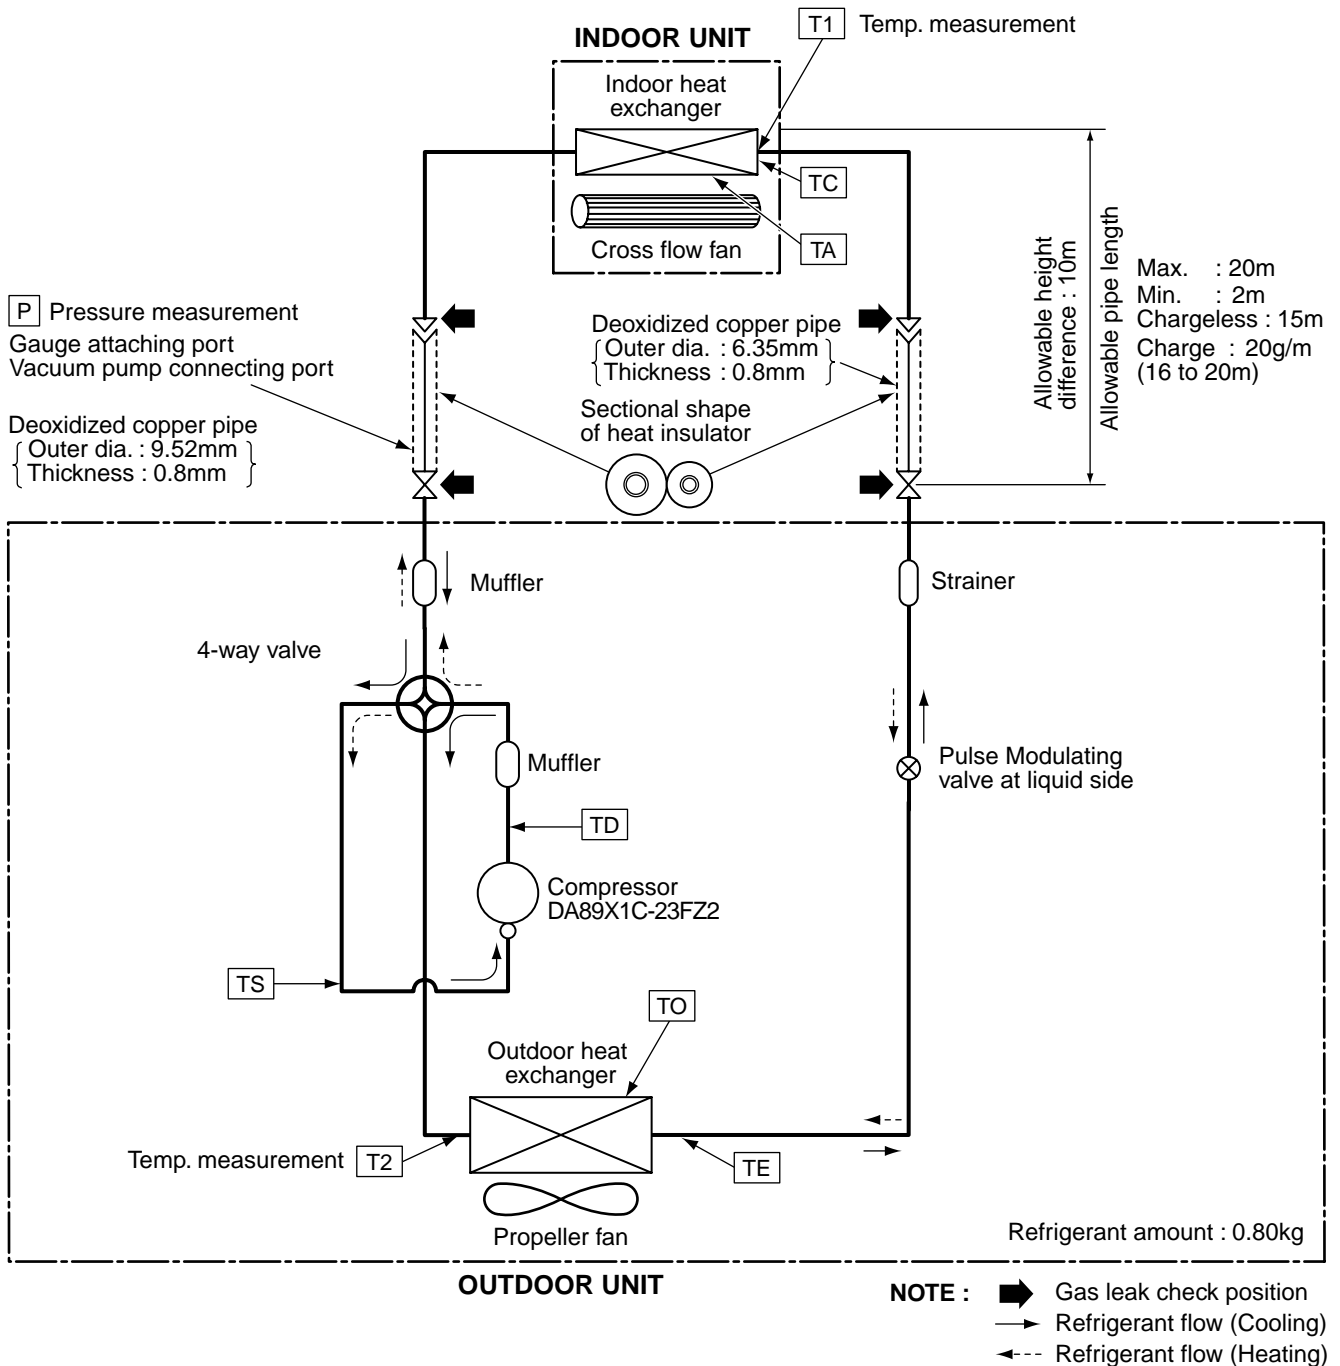 T1 Temp. measurement
INDOOR UNIT
Indoor heat
exchanger
TC
TA
Cross flow fan
Allowable height
difference : 10m
Allowable pipe length
Max. : 20m
Min. : 2m
Chargeless : 15m
Charge : 20g/m
(16 to 20m)
P Pressure measurement
Gauge attaching port
Vacuum pump connecting port
Deoxidized copper pipe
Outer dia. : 9.52mm
Thickness : 0.8mm
Deoxidized copper pipe
Outer dia. : 6.35mm
Thickness : 0.8mm
Sectional shape
of heat insulator
Muffler
Strainer
4-way valve
Muffler
Pulse Modulating
valve at liquid side
TD
Compressor
DA89X1C-23FZ2
TS
TO
Outdoor heat
exchanger
Temp. measurement T2
TE
Propeller fan
Refrigerant amount : 0.80kg
OUTDOOR UNIT
NOTE : Gas leak check position
Refrigerant flow (Cooling)
Refrigerant flow (Heating)